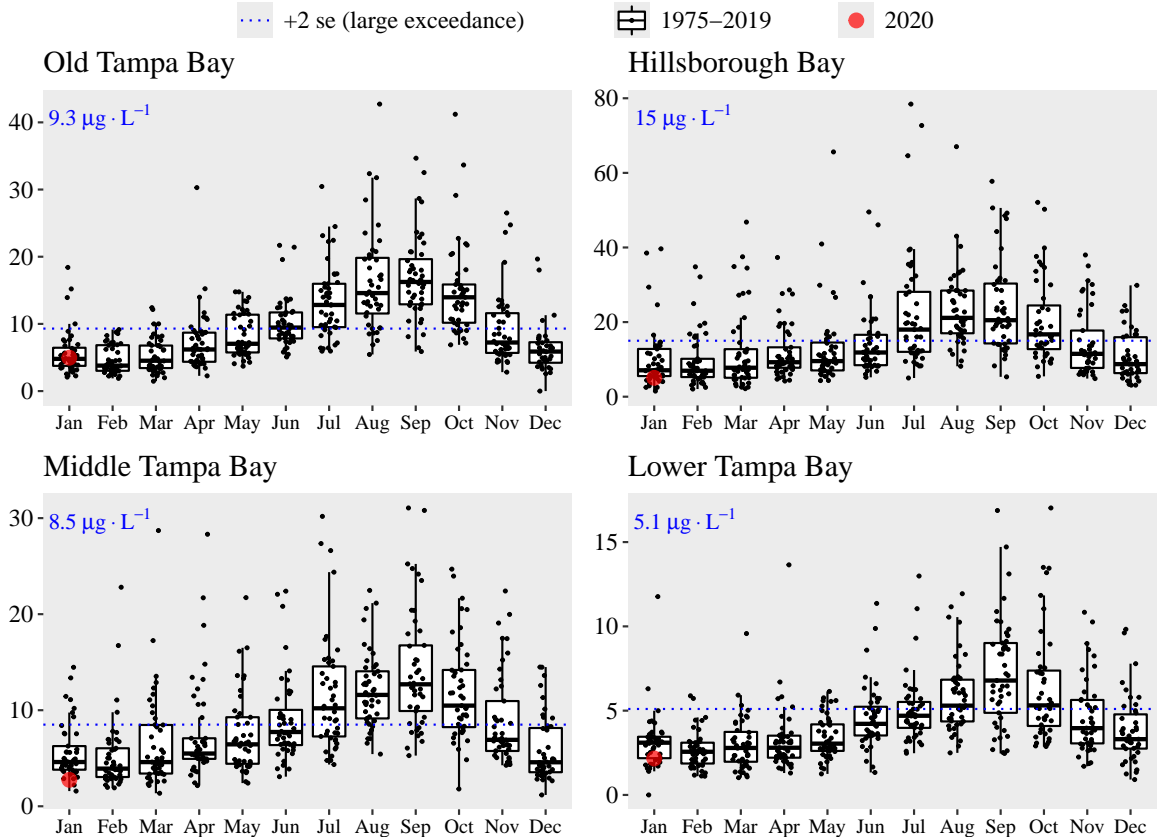 +2 se (large exceedance) 1975–2019 2020
Old Tampa Bay
9.3 μg · L⁻¹
40
30
20
10
0
Jan Feb Mar Apr May Jun Jul Aug Sep Oct Nov Dec
Hillsborough Bay
15 μg · L⁻¹
80
60
40
20
0
Jan Feb Mar Apr May Jun Jul Aug Sep Oct Nov Dec
Middle Tampa Bay
8.5 μg · L⁻¹
30
20
10
0
Jan Feb Mar Apr May Jun Jul Aug Sep Oct Nov Dec
Lower Tampa Bay
5.1 μg · L⁻¹
15
10
5
0
Jan Feb Mar Apr May Jun Jul Aug Sep Oct Nov Dec